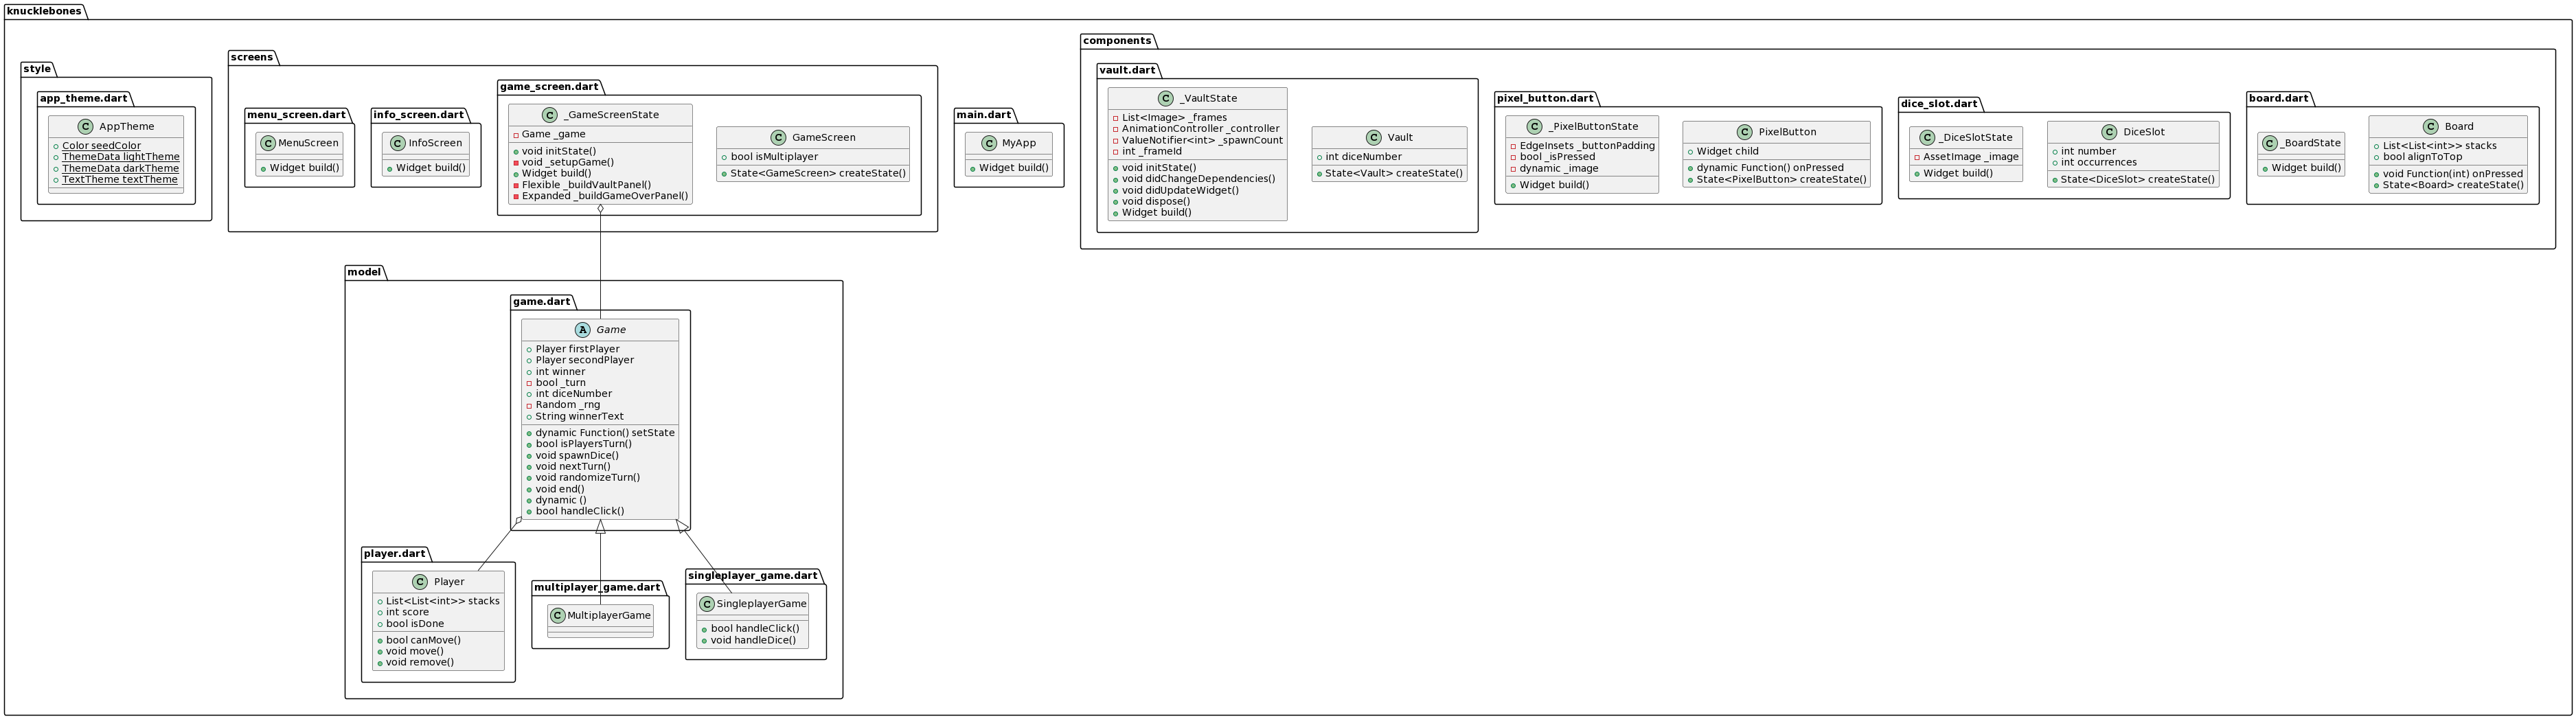 knucklebones
style
app_theme.dart
C AppTheme
Color seedColor
ThemeData lightTheme
ThemeData darkTheme
TextTheme textTheme
screens
menu_screen.dart
C MenuScreen
Widget build()
info_screen.dart
C InfoScreen
Widget build()
game_screen.dart
C _GameScreenState
Game _game
void initState()
void _setupGame()
Widget build()
Flexible _buildVaultPanel()
Expanded _buildGameOverPanel()
C GameScreen
bool isMultiplayer
State<GameScreen> createState()
main.dart
C MyApp
Widget build()
components
vault.dart
C _VaultState
List<Image> _frames
AnimationController _controller
ValueNotifier<int> _spawnCount
int _frameId
void initState()
void didChangeDependencies()
void didUpdateWidget()
void dispose()
Widget build()
C Vault
int diceNumber
State<Vault> createState()
pixel_button.dart
C _PixelButtonState
EdgeInsets _buttonPadding
bool _isPressed
dynamic _image
Widget build()
C PixelButton
Widget child
dynamic Function() onPressed
State<PixelButton> createState()
dice_slot.dart
C _DiceSlotState
AssetImage _image
Widget build()
C DiceSlot
int number
int occurrences
State<DiceSlot> createState()
board.dart
C _BoardState
Widget build()
C Board
List<List<int>> stacks
bool alignToTop
void Function(int) onPressed
State<Board> createState()
model
game.dart
A Game
Player firstPlayer
Player secondPlayer
int winner
bool _turn
int diceNumber
Random _rng
String winnerText
dynamic Function() setState
bool isPlayersTurn()
void spawnDice()
void nextTurn()
void randomizeTurn()
void end()
dynamic ()
bool handleClick()
player.dart
C Player
List<List<int>> stacks
int score
bool isDone
bool canMove()
void move()
void remove()
multiplayer_game.dart
C MultiplayerGame
singleplayer_game.dart
C SingleplayerGame
bool handleClick()
void handleDice()